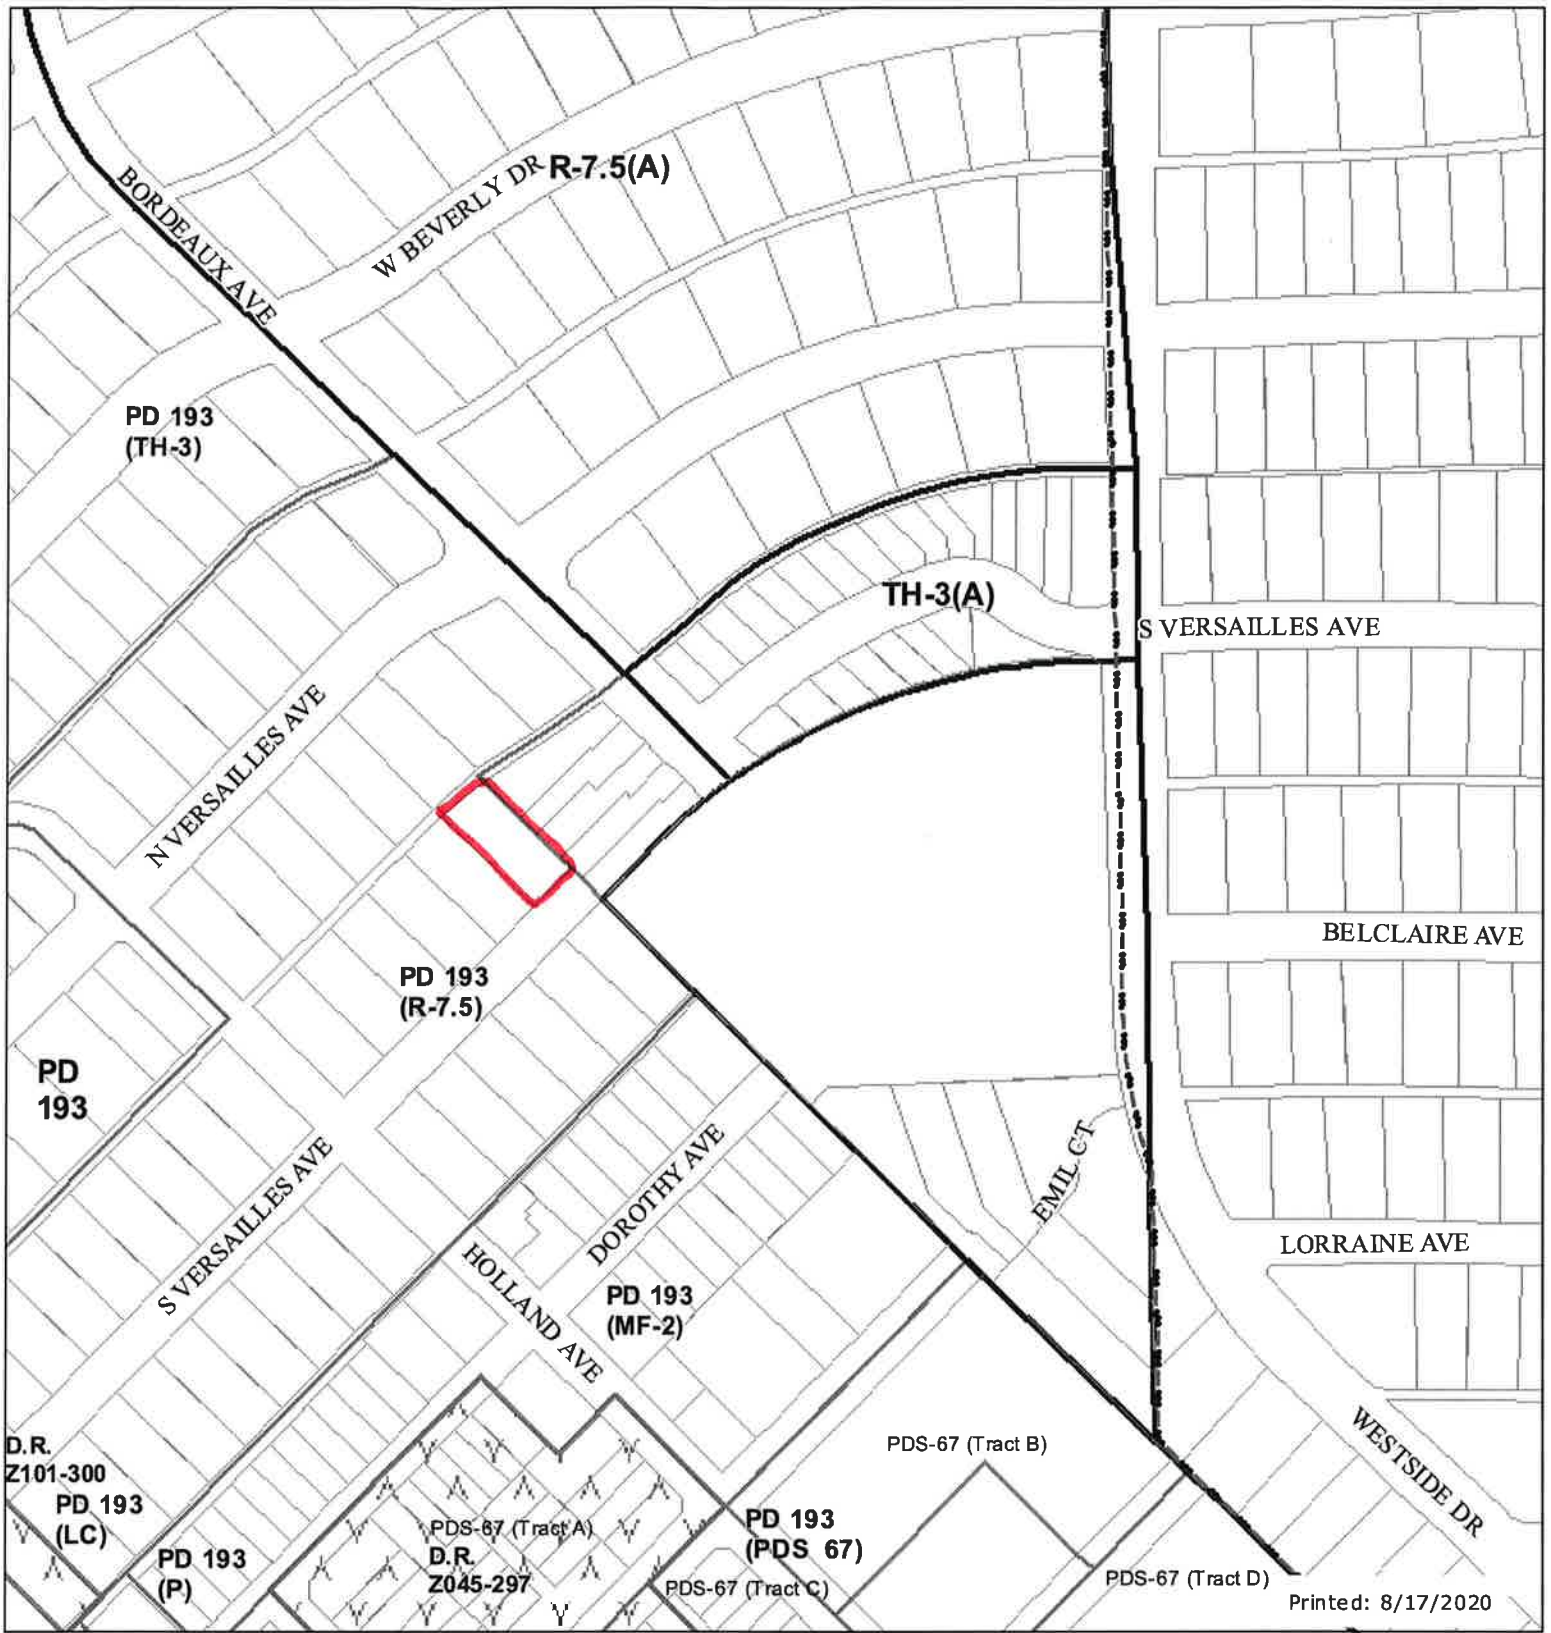 R-7.5(A)
W BEVERLY DR
BORDEAUX AVE
PD 193
(TH-3)
TH-3(A)
S VERSAILLES AVE
N VERSAILLES AVE
BELCLAIRE AVE
PD 193
(R-7.5)
PD
193
EMIL CT
DOROTHY AVE
S VERSAILLES AVE
HOLLAND AVE
LORRAINE AVE
PD 193
(MF-2)
WESTSIDE DR
D.R.
Z101-300
PD 193
(LC)
PD 193
(P)
PDS-67 (Tract A)
D.R.
Z045-297
PDS-67 (Tract B)
PD 193
(PDS 67)
PDS-67 (Tract C)
PDS-67 (Tract D)
Printed: 8/17/2020